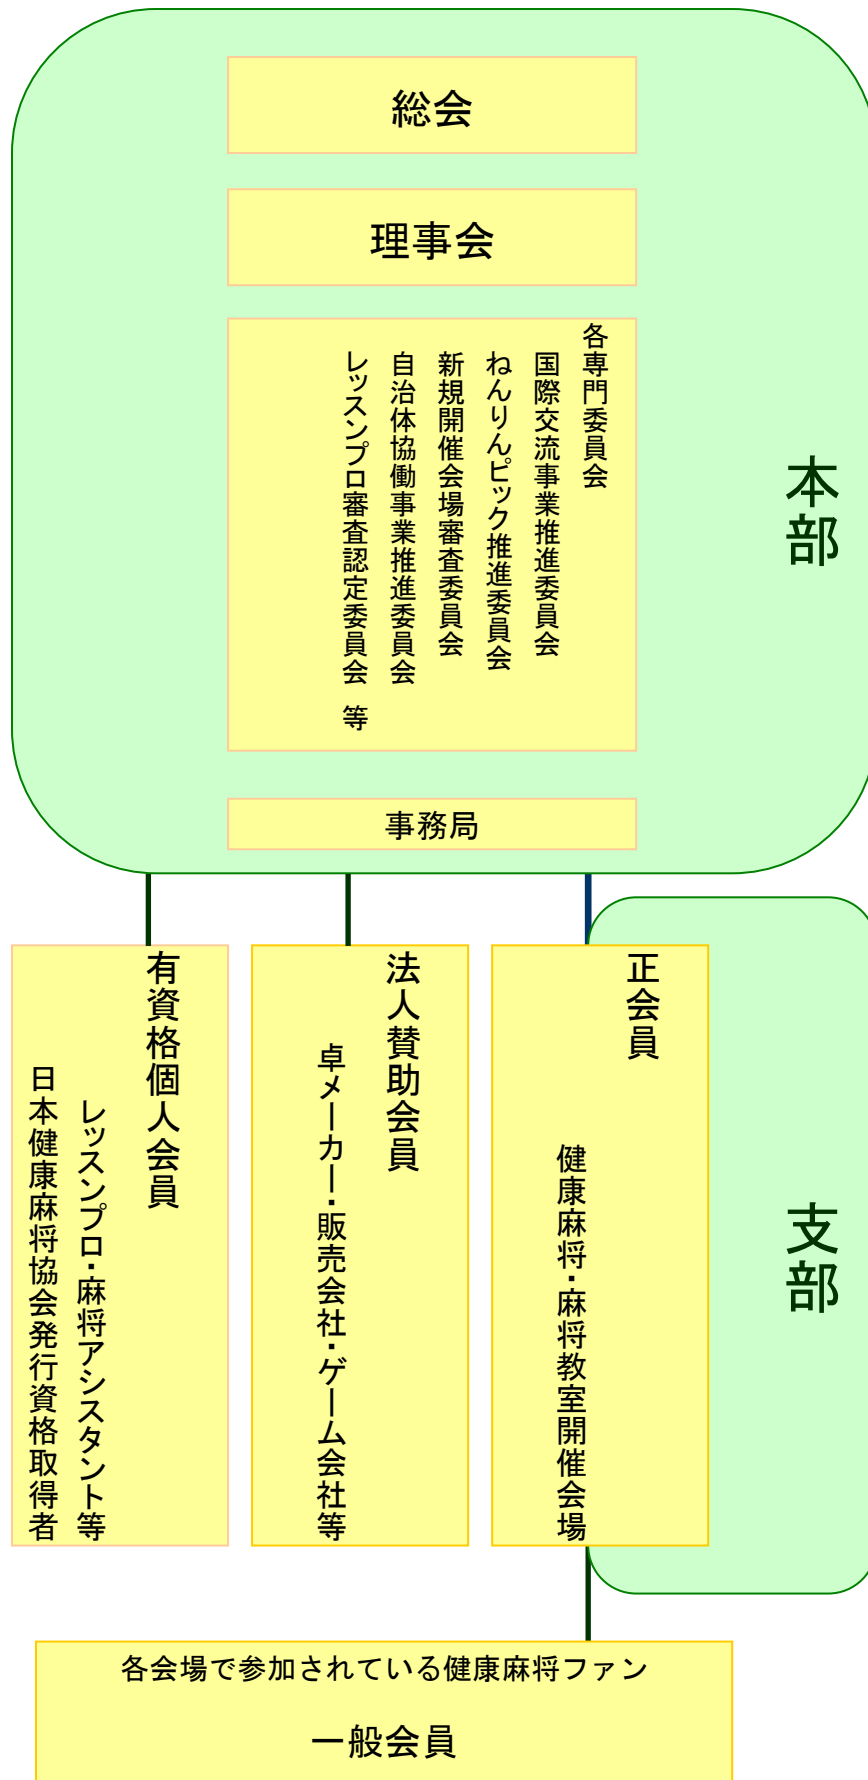 総会
理事会
各専門委員会
国際交流事業推進委員会
ねんりんピック推進委員会
新規開催会場審査委員会
自治体協働事業推進委員会
レッスンプロ審査認定委員会 等
事務局
本部
正会員
健康麻将・麻将教室開催会場
法人賛助会員
卓メーカー・販売会社・ゲーム会社等
有資格個人会員
レッスンプロ・麻将アシスタント等
日本健康麻将協会発行資格取得者
支部
各会場で参加されている健康麻将ファン
一般会員